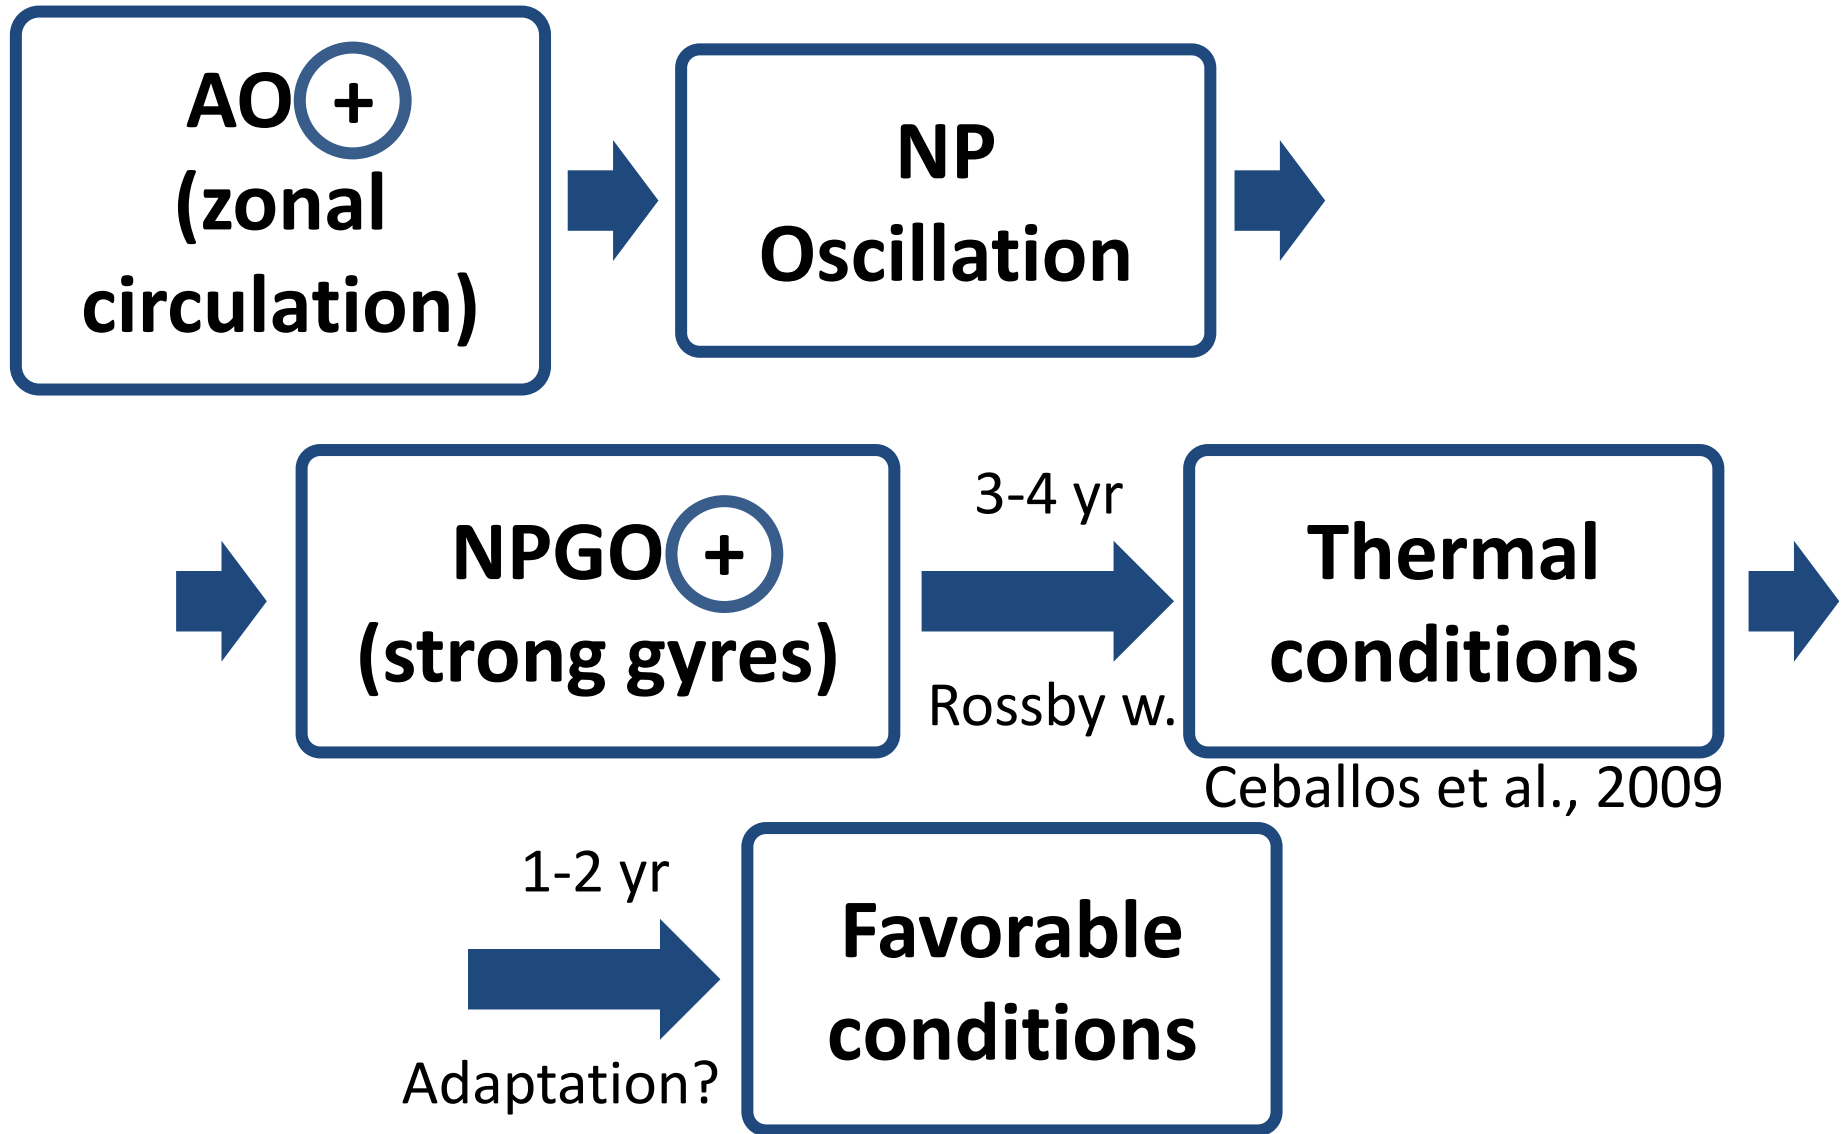 AO +
(zonal
circulation)
NP
Oscillation
NPGO +
(strong gyres)
3-4 yr
Rossby w.
Thermal
conditions
Ceballos et al., 2009
1-2 yr
Adaptation?
Favorable
conditions